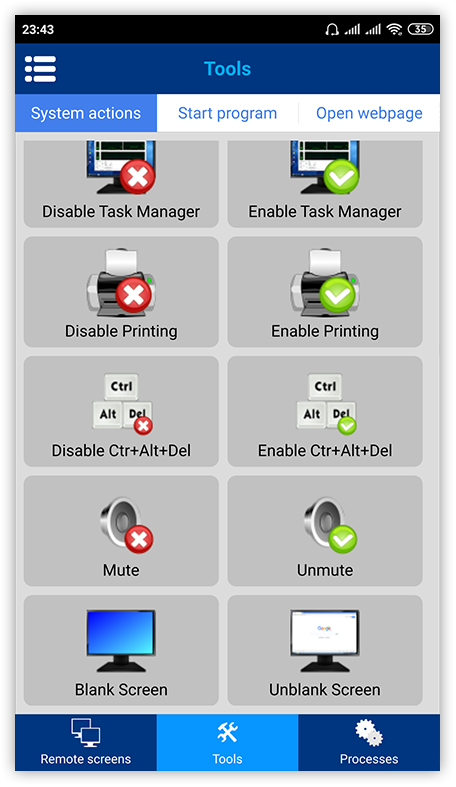 23:43
35
Tools
System actions Start program Open webpage
Disable Task Manager Enable Task Manager
Disable Printing Enable Printing
Ctrl Ctrl
Alt Del Alt Del
Disable Ctr+Alt+Del Enable Ctr+Alt+Del
Mute Unmute
Google
Blank Screen Unblank Screen
Remote screens Tools Processes